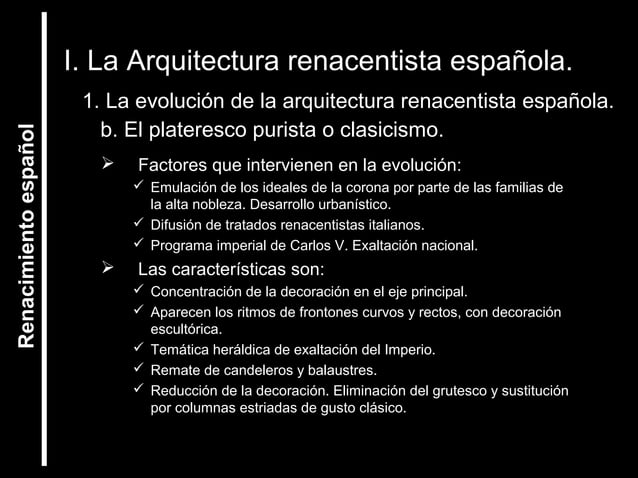 I. La Arquitectura renacentista española.
1. La evolución de la arquitectura renacentista española.
b. El plateresco purista o clasicismo.
Factores que intervienen en la evolución:
Emulación de los ideales de la corona por parte de las familias de
la alta nobleza. Desarrollo urbanístico.
Difusión de tratados renacentistas italianos.
Programa imperial de Carlos V. Exaltación nacional.
Las características son:
Concentración de la decoración en el eje principal.
Aparecen los ritmos de frontones curvos y rectos, con decoración
escultórica.
Temática heráldica de exaltación del Imperio.
Remate de candeleros y balaustres.
Reducción de la decoración. Eliminación del grutesco y sustitución
por columnas estriadas de gusto clásico.
Renacimiento español